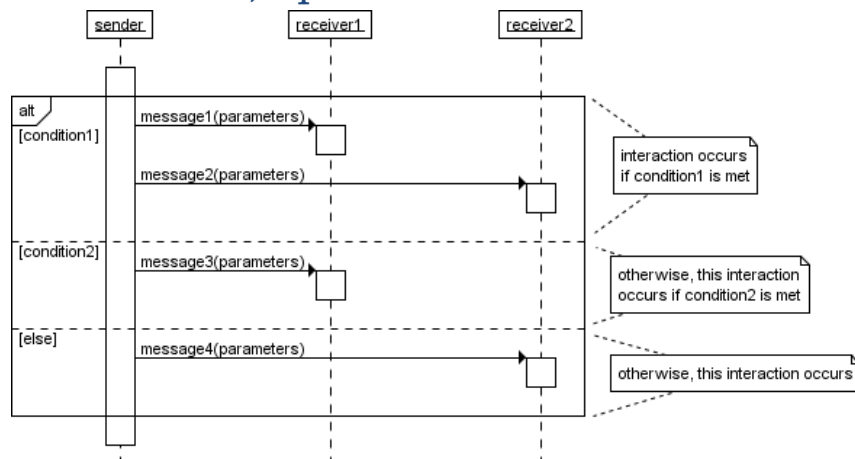 sender
receiver1
receiver2
alt
message1(parameters)
[condition1]
interaction occurs
if condition1 is met
message2(parameters)
[condition2]
message3(parameters)
otherwise, this interaction
occurs if condition2 is met
[else]
message4(parameters)
otherwise, this interaction occurs